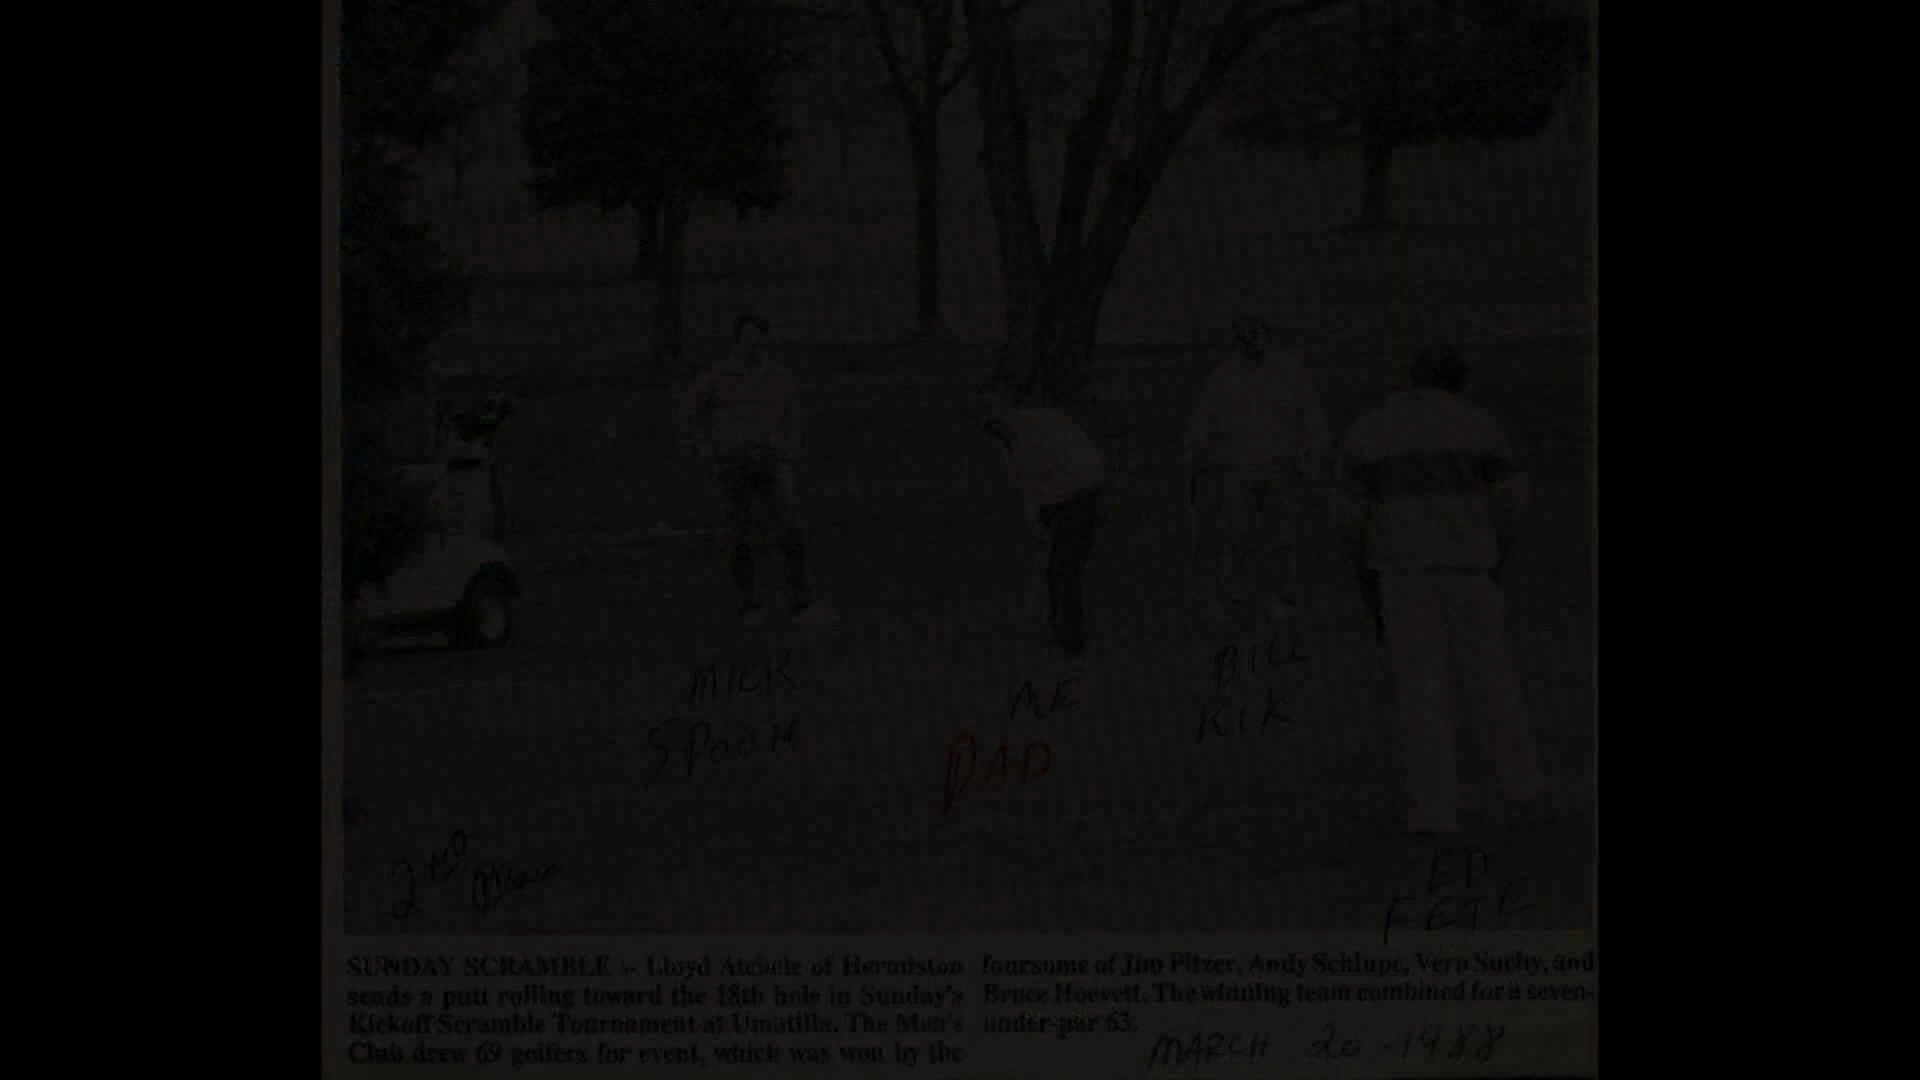 MICK
SPOON
ME
DAD
BILL
KIK
2ND Place
ED
FETE
SUNDAY SCRAMBLE -- Lloyd Aichele of Hermiston
sends a putt rolling toward the 18th hole in Sunday's
Kickoff Scramble Tournament at Umatilla. The Men's
Club drew 69 golfers for event, which was won by the
foursome of Jim Pitzer, Andy Schlupe, Vern Suchy, and
Bruce Hoevett. The winning team combined for a seven-
under-par 63.
MARCH 20 - 1988